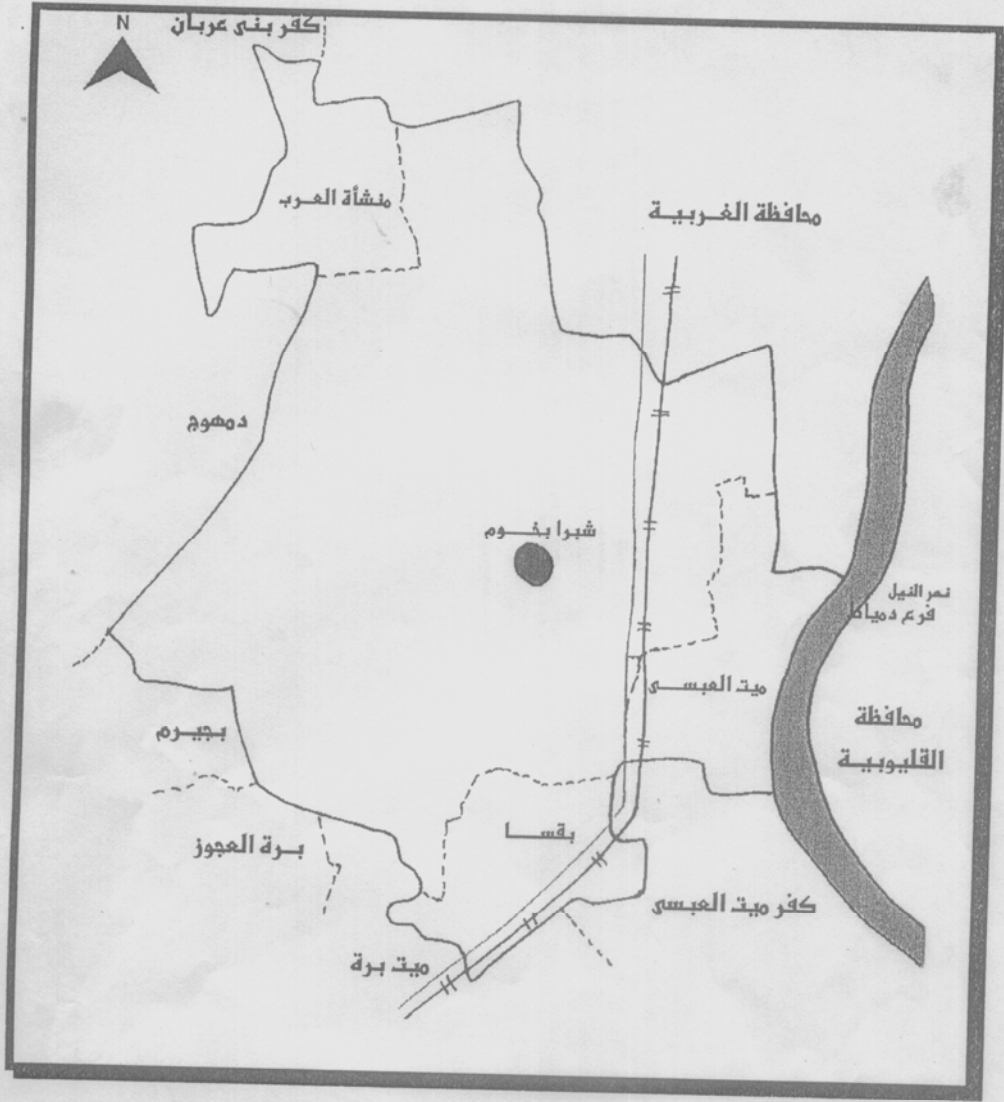 N
كفر بنى عربان
منشأة العرب
محافظة الغربية
دمهوج
شبرا بخوم
نهر النيل
فرع دمياط
ميت العبسى
محافظة
القليوبية
بجيرم
بقسا
برة العجوز
كفر ميت العبسى
ميت برة